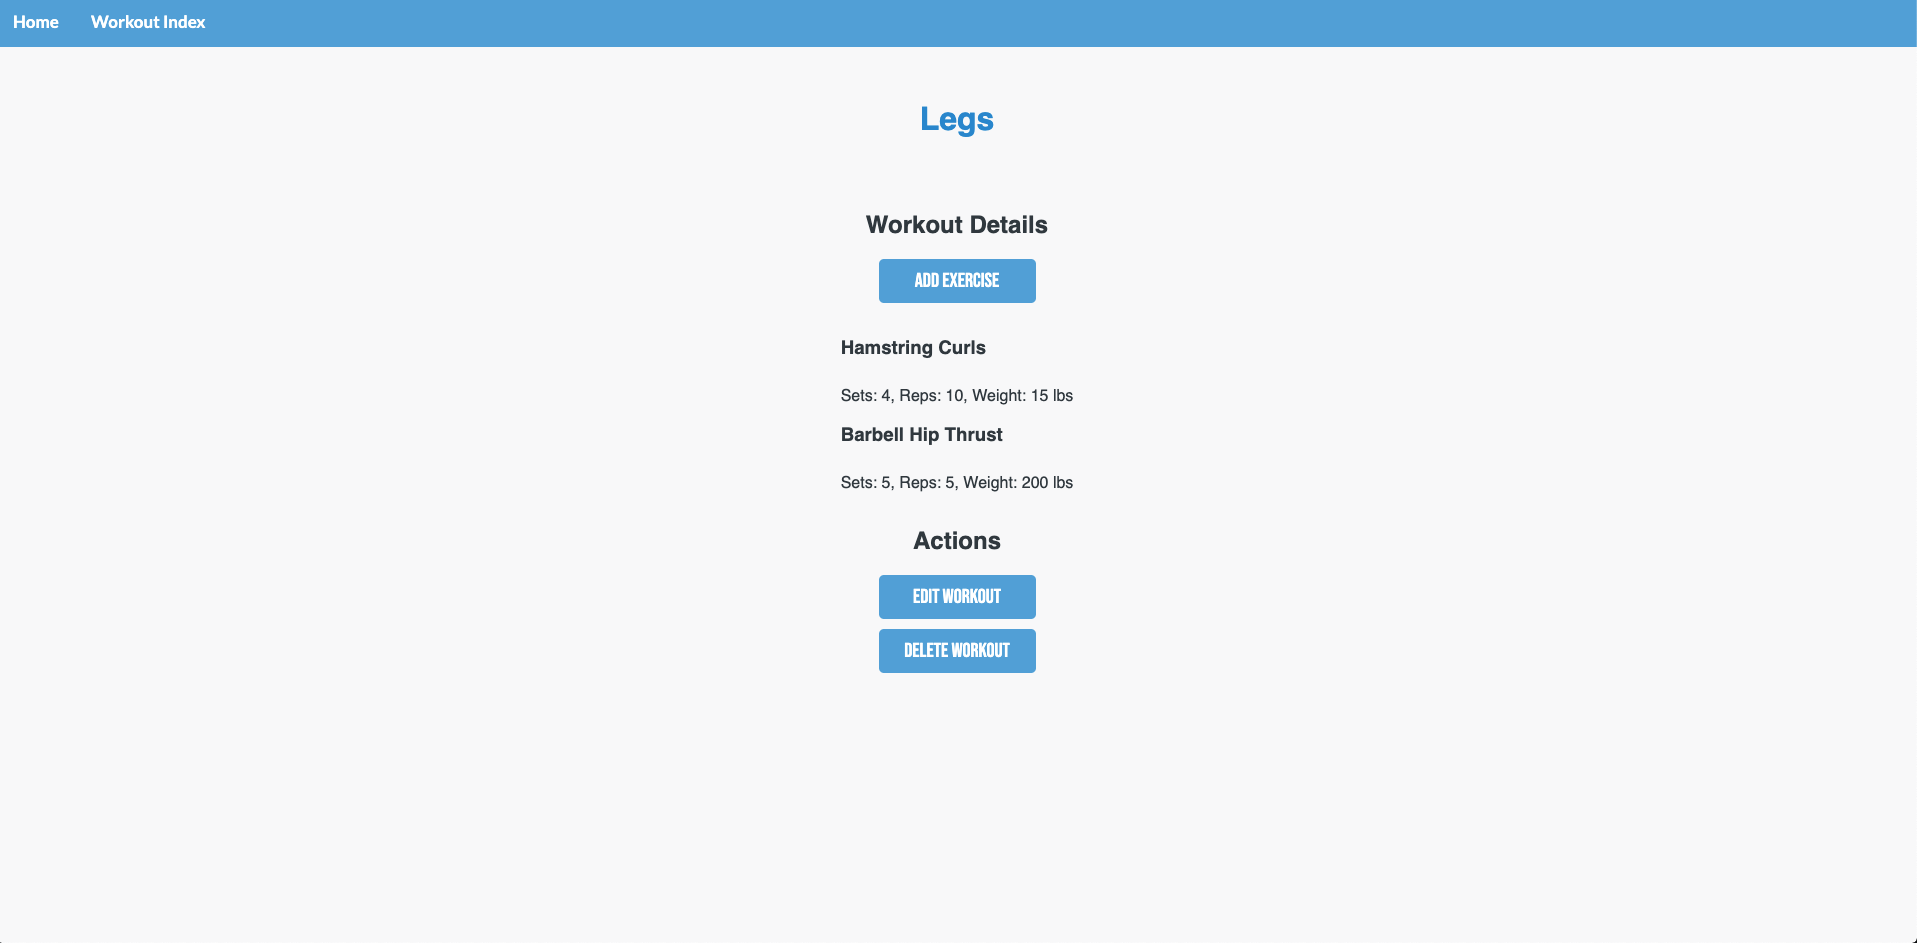 Home Workout Index
Legs
Workout Details
ADD EXERCISE
Hamstring Curls
Sets: 4, Reps: 10, Weight: 15 lbs
Barbell Hip Thrust
Sets: 5, Reps: 5, Weight: 200 lbs
Actions
EDIT WORKOUT
DELETE WORKOUT